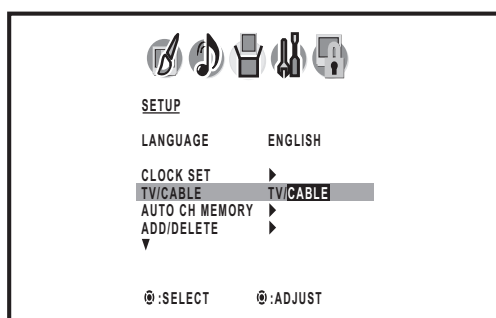 SETUP
LANGUAGE ENGLISH
CLOCK SET ▶
TV/CABLE TV/CABLE
AUTO CH MEMORY ▶
ADD/DELETE ▶
▼
:SELECT :ADJUST